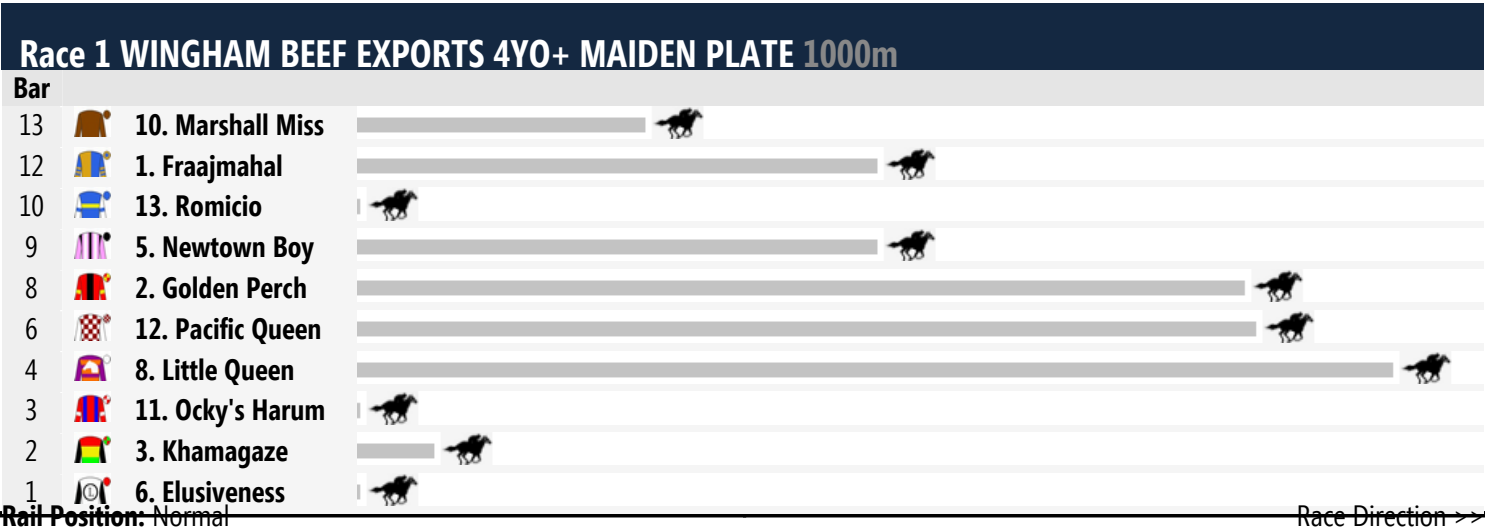 Race 1 WINGHAM BEEF EXPORTS 4YO+ MAIDEN PLATE 1000m
Bar
13 10. Marshall Miss
12 1. Fraajmahal
10 13. Romicio
9 5. Newtown Boy
8 2. Golden Perch
6 12. Pacific Queen
4 8. Little Queen
3 11. Ocky's Harum
2 3. Khamagaze
1 L 6. Elusiveness
Rail Position: Normal Race Direction >>